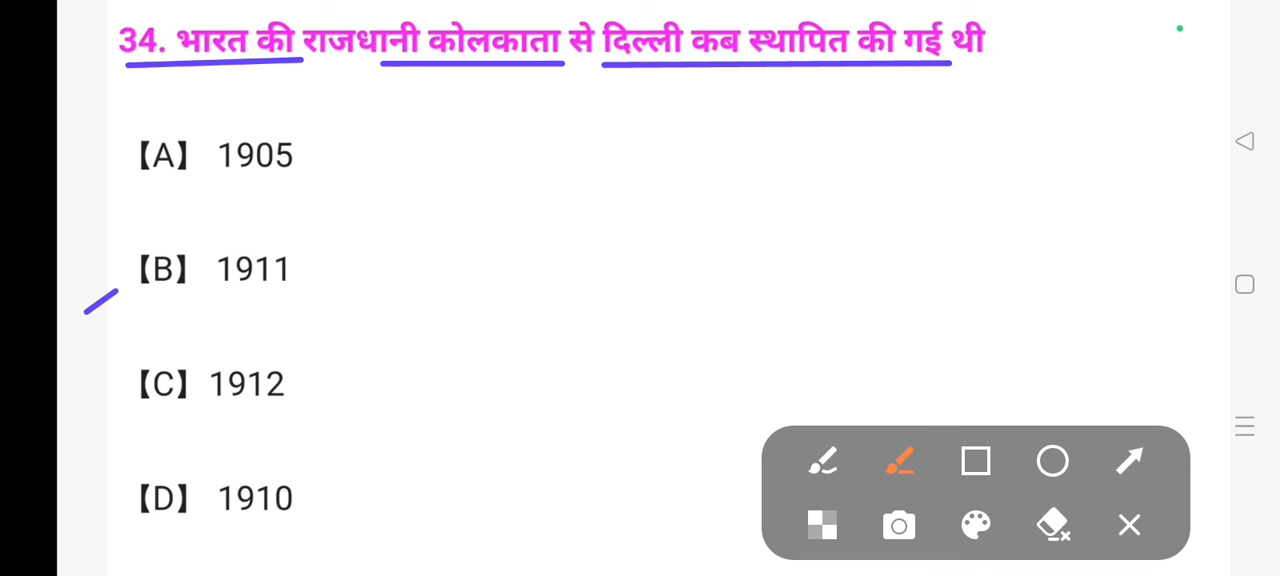 34. भारत की राजधानी कोलकाता से दिल्ली कब स्थापित की गई थी
【A】 1905
【B】 1911
【C】 1912
【D】 1910